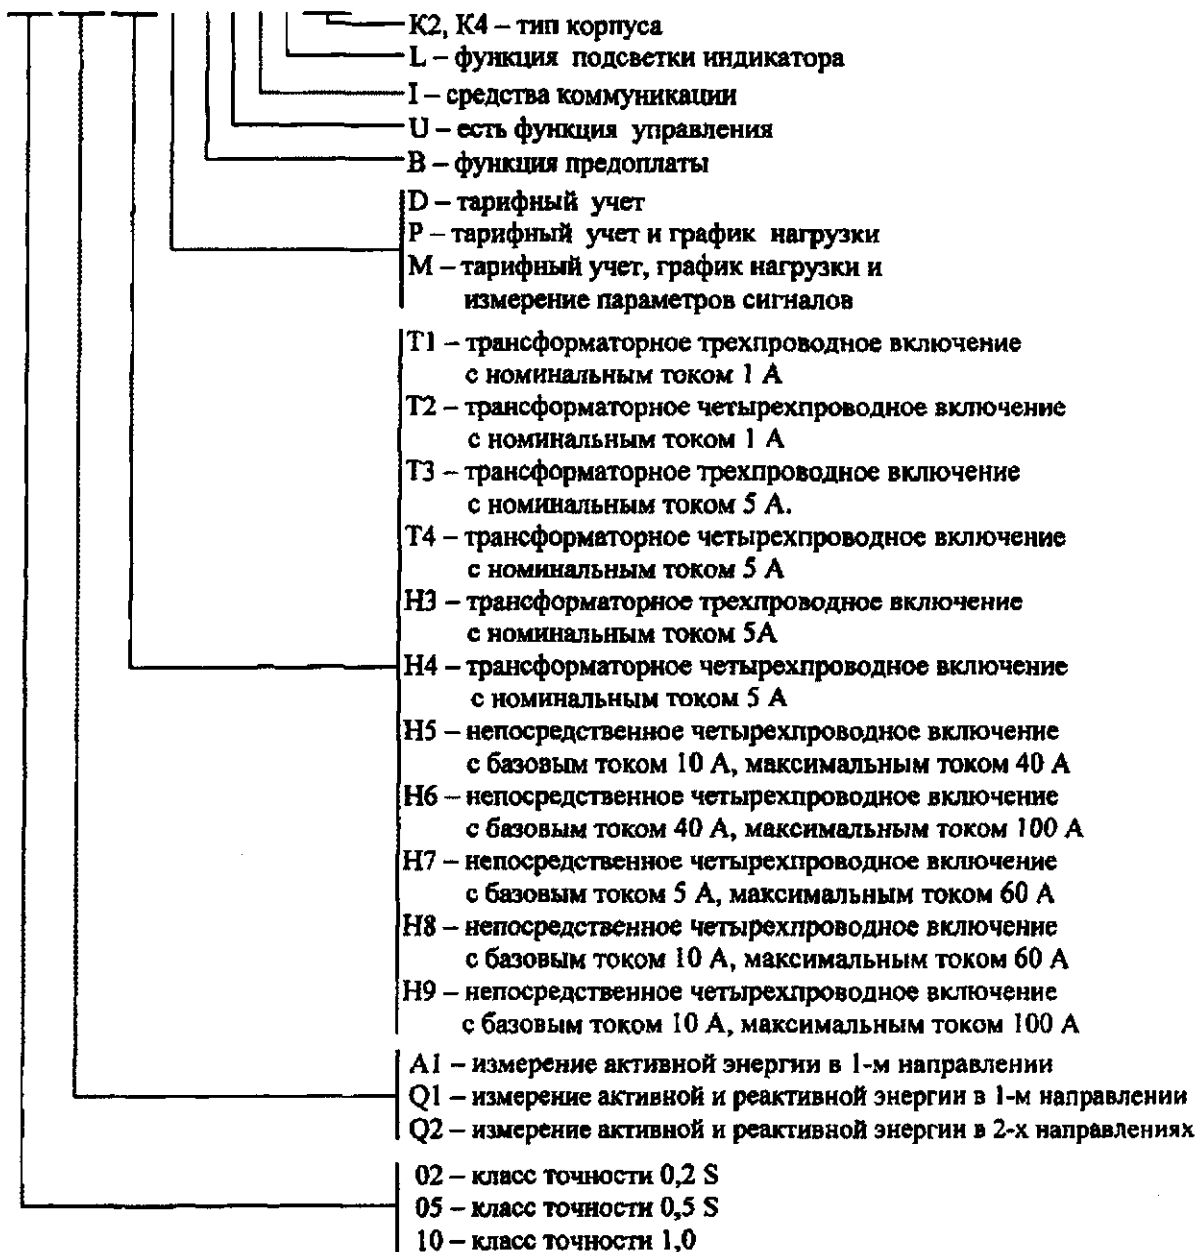 K2, K4 – тип корпуса
L – функция подсветки индикатора
I – средства коммуникации
U – есть функция управления
B – функция предоплаты
D – тарифный учет
P – тарифный учет и график нагрузки
M – тарифный учет, график нагрузки и
измерение параметров сигналов
T1 – трансформаторное трехпроводное включение
с номинальным током 1 А
T2 – трансформаторное четырехпроводное включение
с номинальным током 1 А
T3 – трансформаторное трехпроводное включение
с номинальным током 5 А.
T4 – трансформаторное четырехпроводное включение
с номинальным током 5 А
H3 – трансформаторное трехпроводное включение
с номинальным током 5А
H4 – трансформаторное четырехпроводное включение
с номинальным током 5 А
H5 – непосредственное четырехпроводное включение
с базовым током 10 А, максимальным током 40 А
H6 – непосредственное четырехпроводное включение
с базовым током 40 А, максимальным током 100 А
H7 – непосредственное четырехпроводное включение
с базовым током 5 А, максимальным током 60 А
H8 – непосредственное четырехпроводное включение
с базовым током 10 А, максимальным током 60 А
H9 – непосредственное четырехпроводное включение
с базовым током 10 А, максимальным током 100 А
A1 – измерение активной энергии в 1-м направлении
Q1 – измерение активной и реактивной энергии в 1-м направлении
Q2 – измерение активной и реактивной энергии в 2-х направлениях
02 – класс точности 0,2 S
05 – класс точности 0,5 S
10 – класс точности 1,0